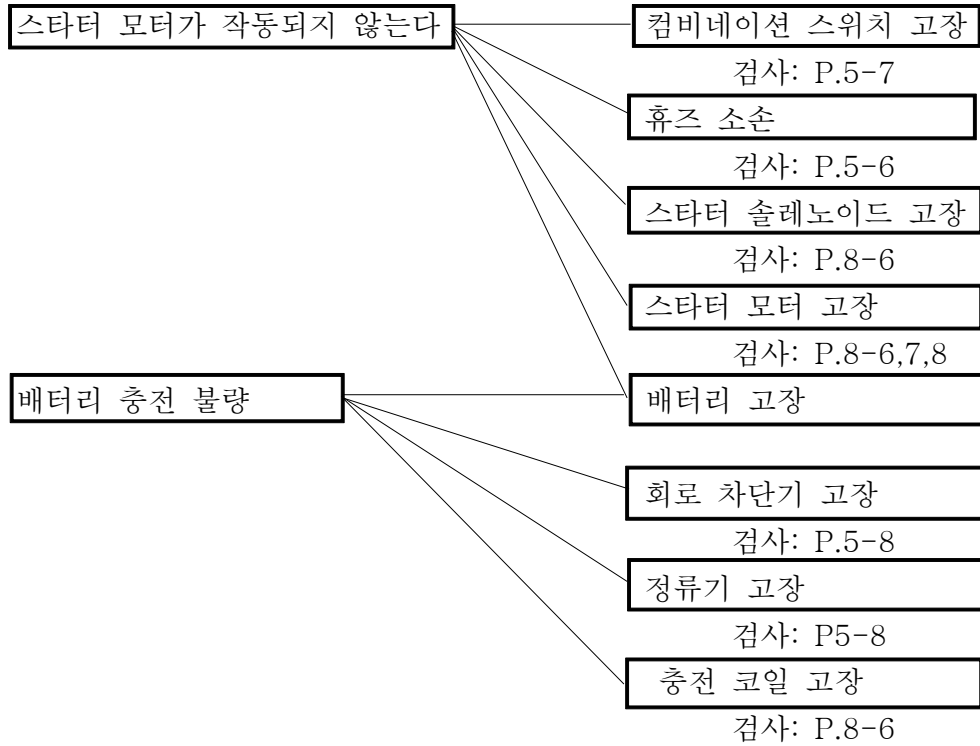 스타터 모터가 작동되지 않는다
컴비네이션 스위치 고장
검사: P.5-7
휴즈 소손
검사: P.5-6
스타터 솔레노이드 고장
검사: P.8-6
스타터 모터 고장
검사: P.8-6,7,8
배터리 충전 불량
배터리 고장
회로 차단기 고장
검사: P.5-8
정류기 고장
검사: P5-8
충전 코일 고장
검사: P.8-6